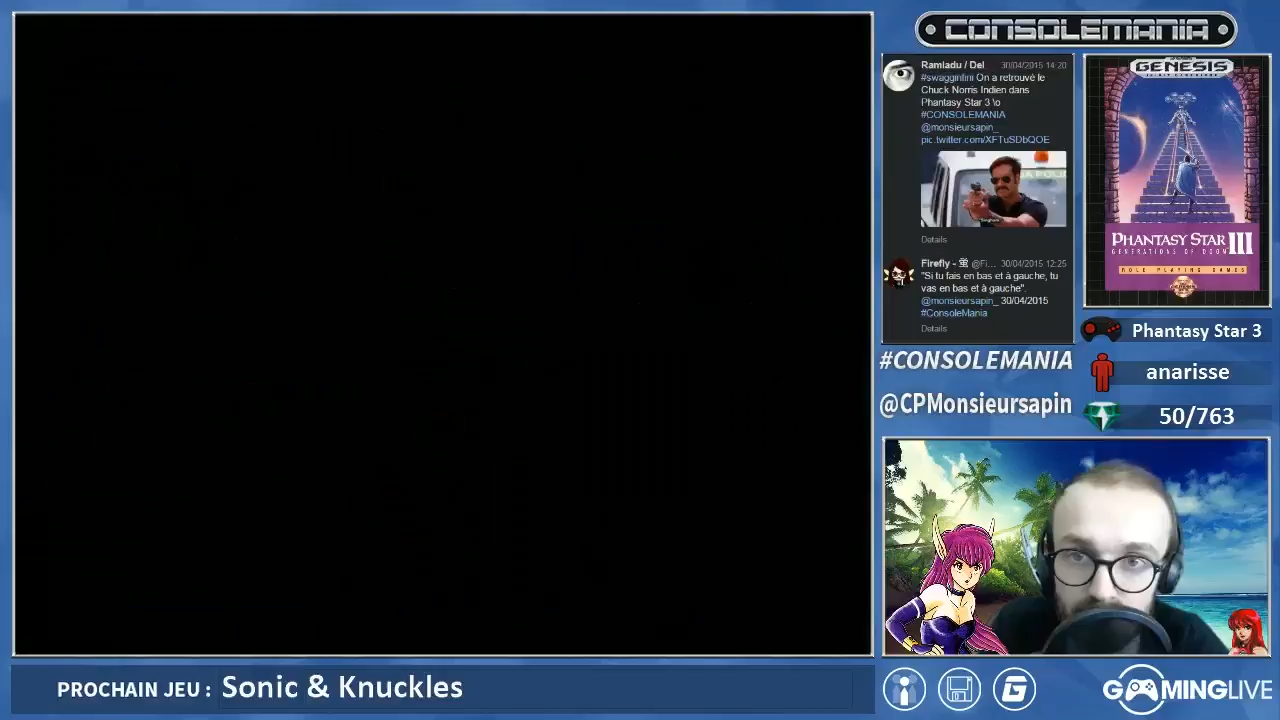 CONSOLEMANIA
Ramladu / Del 30/04/2015 14:20
#swagginfini On a retrouvé le
Chuck Norris Indien dans
Phantasy Star 3 \o
#CONSOLEMANIA
@monsieursapin_
pic.twitter.com/XFTuSDbQOE
Details
Firefly - 蛍 @Fi... 30/04/2015 12:25
"Si tu fais en bas et à gauche, tu
vas en bas et à gauche".
@monsieursapin_ 30/04/2015
#ConsoleMania
Details
GENESIS
PHANTASY STAR III
GENERATIONS OF DOOM
ROLE PLAYING GAMES
#CONSOLEMANIA
@CPMonsieursapin
Phantasy Star 3
anarisse
50/763
PROCHAIN JEU : Sonic & Knuckles
GAMINGLIVE